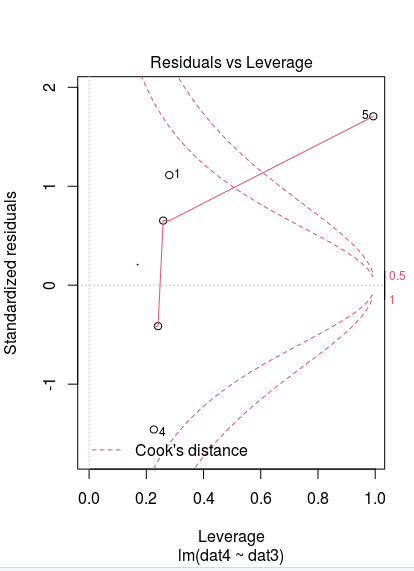 Residuals vs Leverage
Standardized residuals
2
1
0
-1
5
1
4
0.5
1
Cook's distance
0.0 0.2 0.4 0.6 0.8 1.0
Leverage
lm(dat4 ~ dat3)